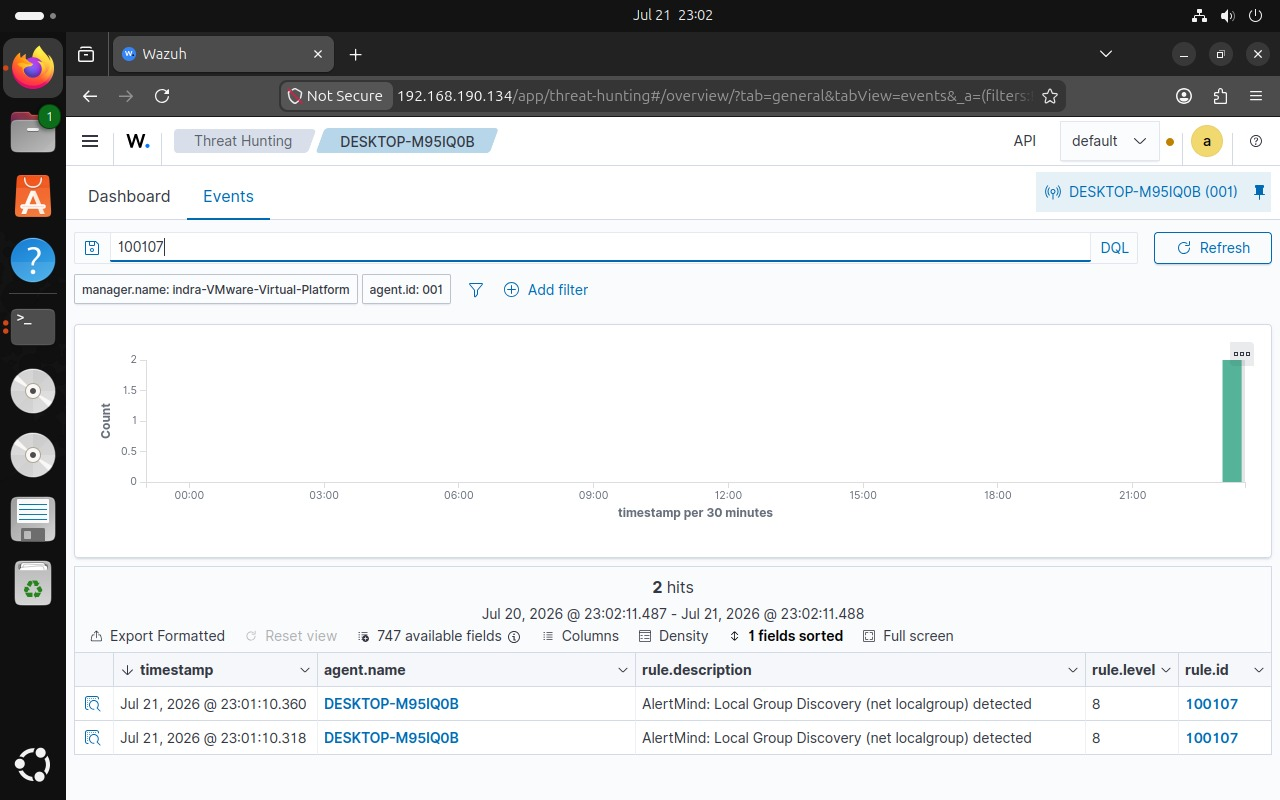 Jul 21 23:02
1
Wazuh
Not Secure 192.168.190.134/app/threat-hunting#/overview/?tab=general&tabView=events&_a=(filters:
W. Threat Hunting DESKTOP-M95IQ0B API default a
Dashboard Events DESKTOP-M95IQ0B (001)
100107 DQL Refresh
manager.name: indra-VMware-Virtual-Platform agent.id: 001 Add filter
Count
2
1.5
1
0.5
0
00:00 03:00 06:00 09:00 12:00 15:00 18:00 21:00
timestamp per 30 minutes
2 hits
Jul 20, 2026 @ 23:02:11.487 - Jul 21, 2026 @ 23:02:11.488
Export Formatted Reset view 747 available fields Columns Density 1 fields sorted Full screen
timestamp agent.name rule.description rule.level rule.id
Jul 21, 2026 @ 23:01:10.360 DESKTOP-M95IQ0B AlertMind: Local Group Discovery (net localgroup) detected 8 100107
Jul 21, 2026 @ 23:01:10.318 DESKTOP-M95IQ0B AlertMind: Local Group Discovery (net localgroup) detected 8 100107